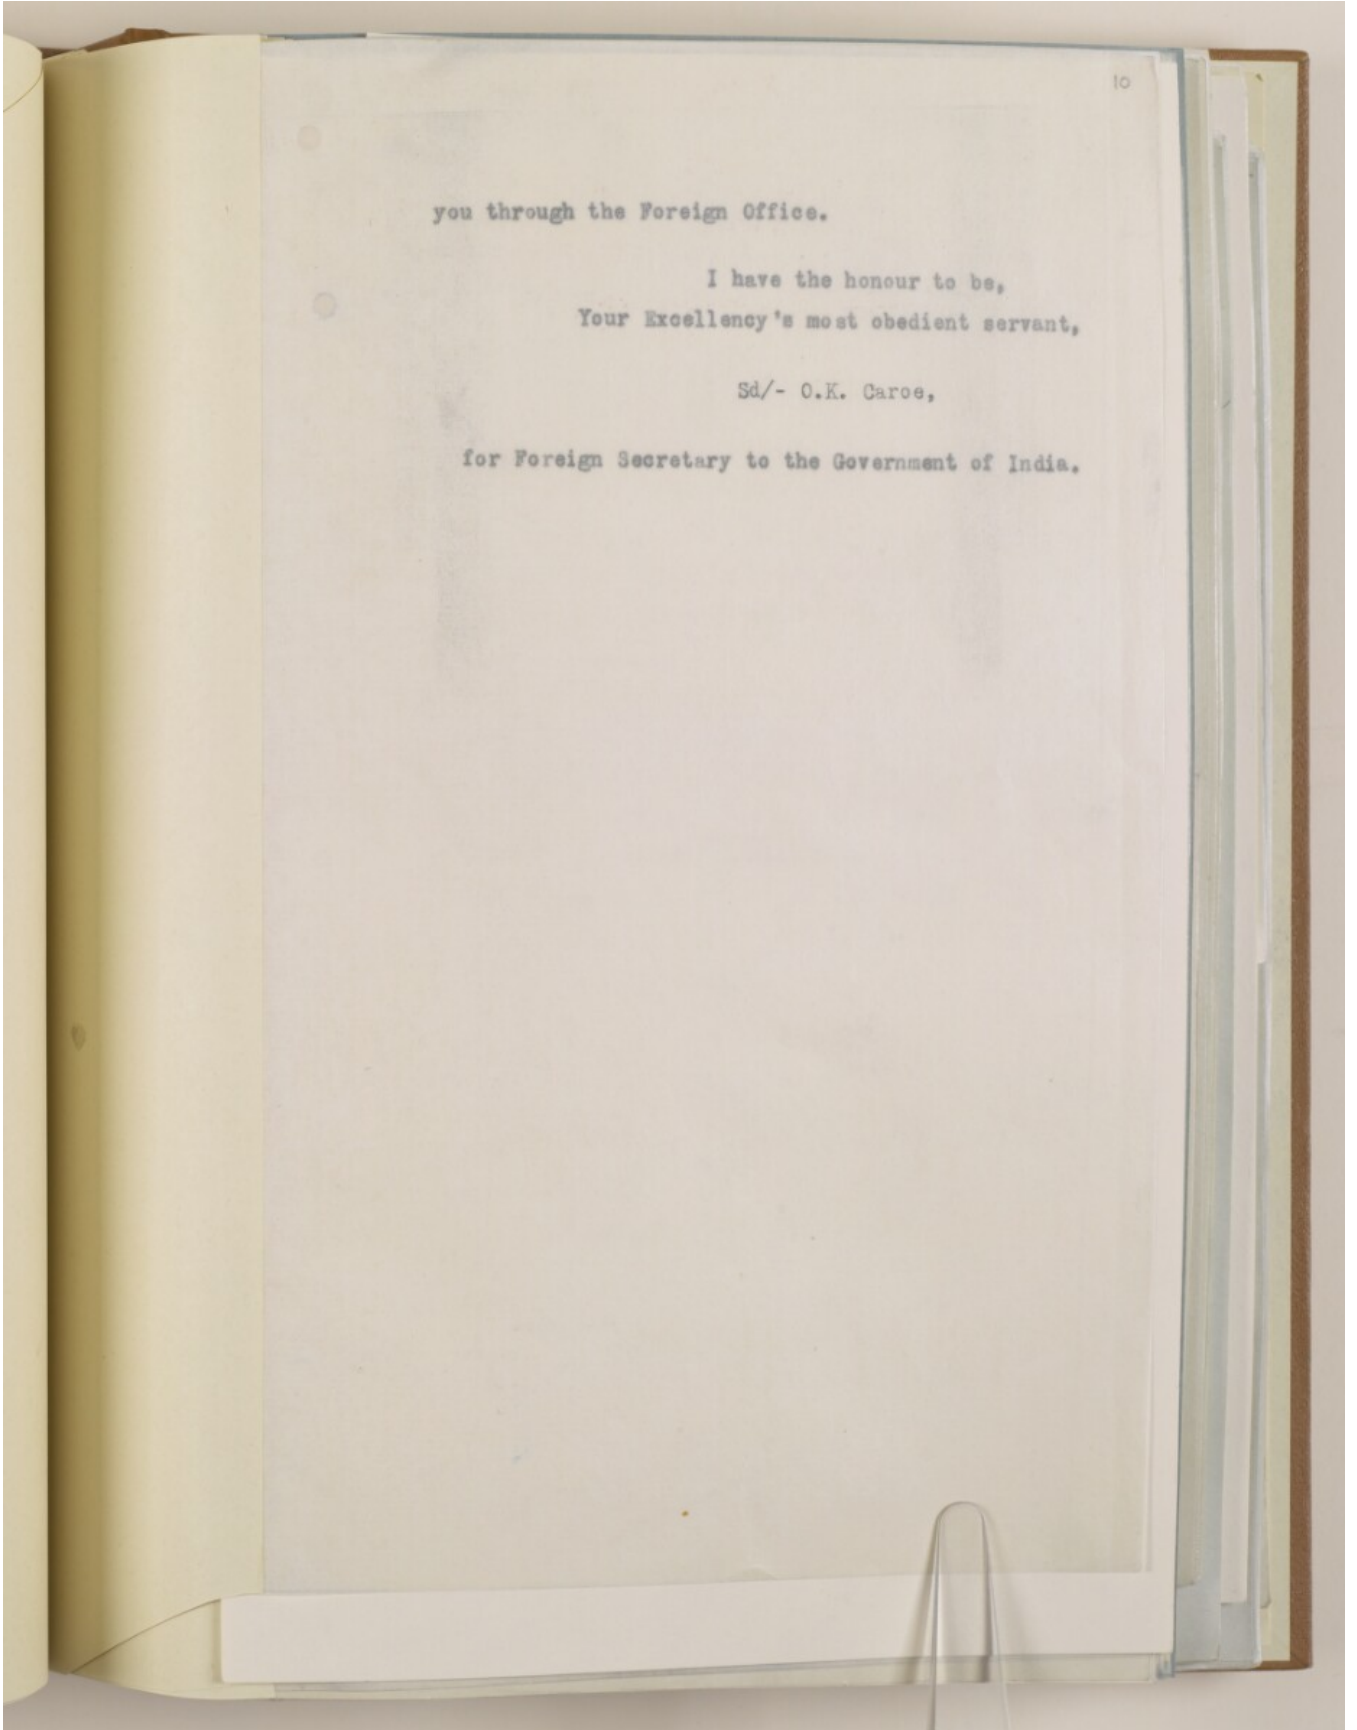 10
you through the Foreign Office.
I have the honour to be,
Your Excellency's most obedient servant,
Sd/- O.K. Caroe,
for Foreign Secretary to the Government of India.